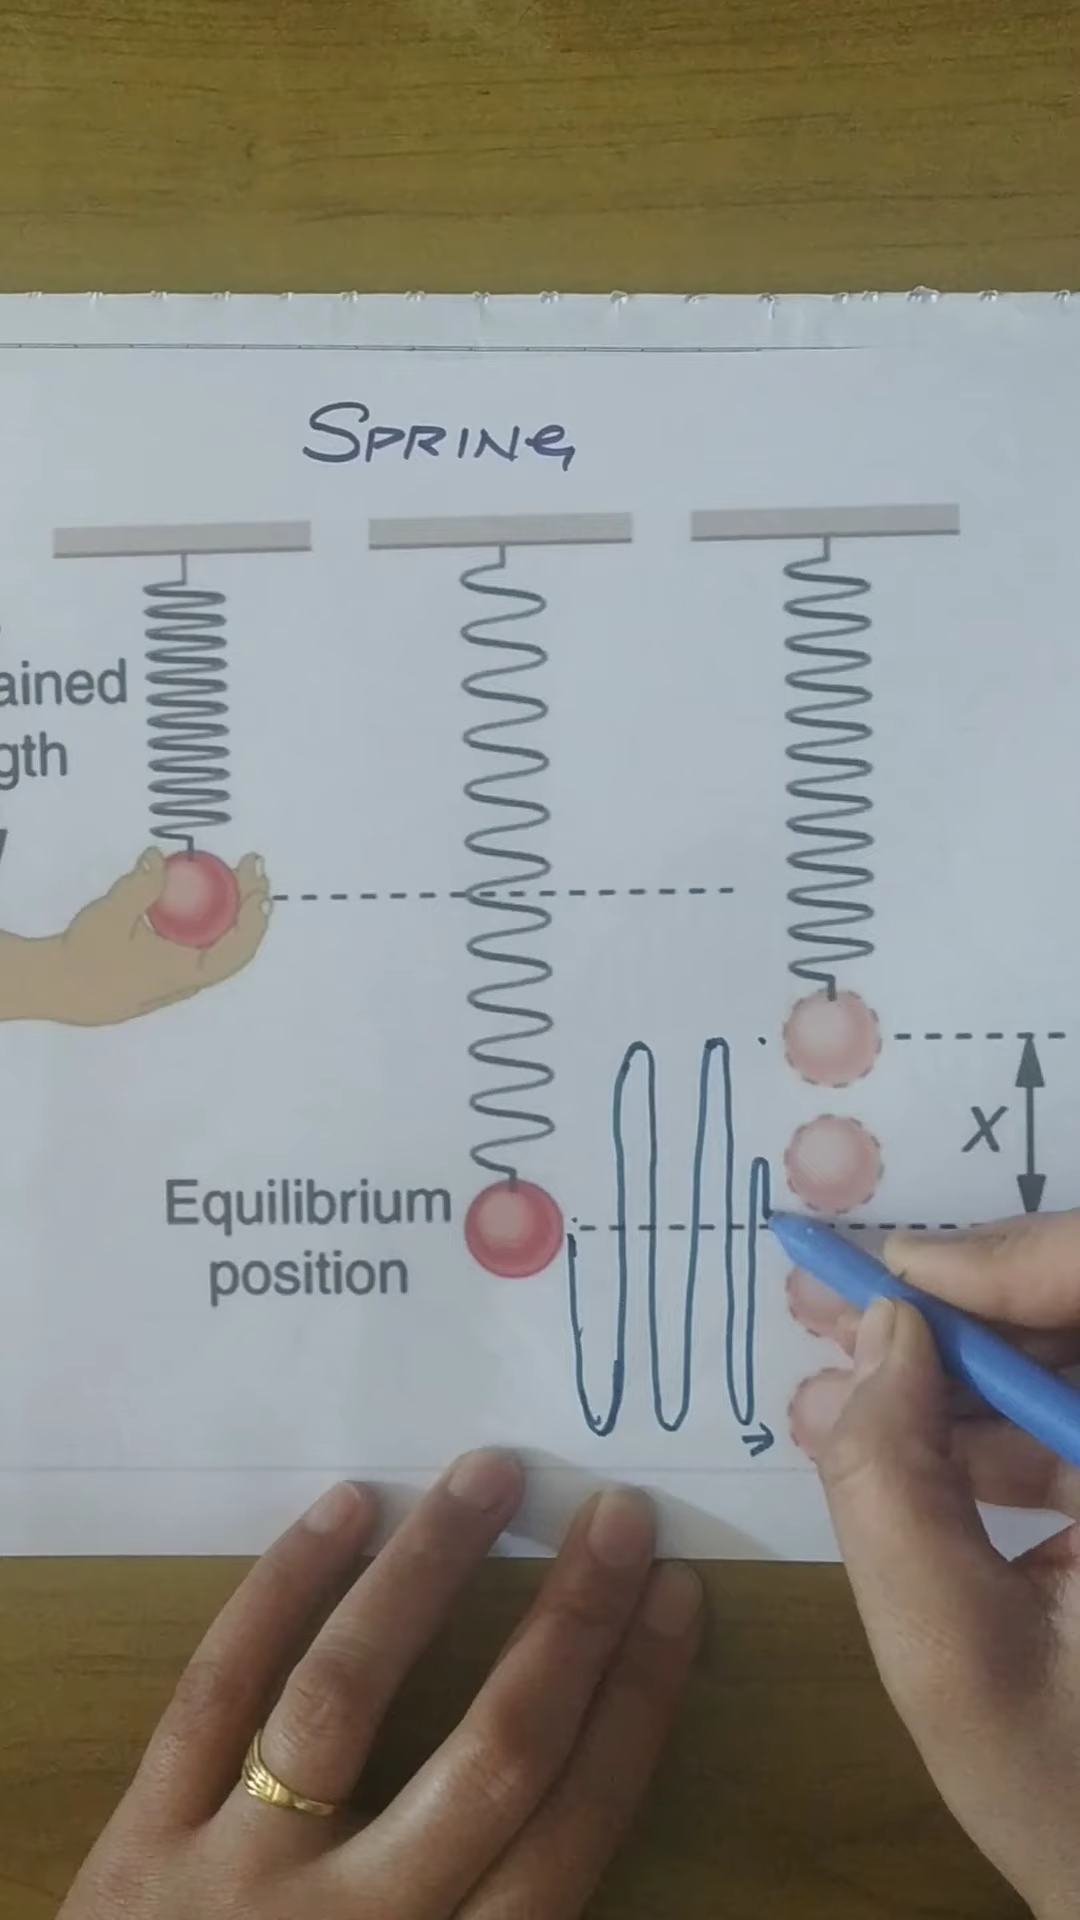 SPRING
ained
gth
Equilibrium
position
X